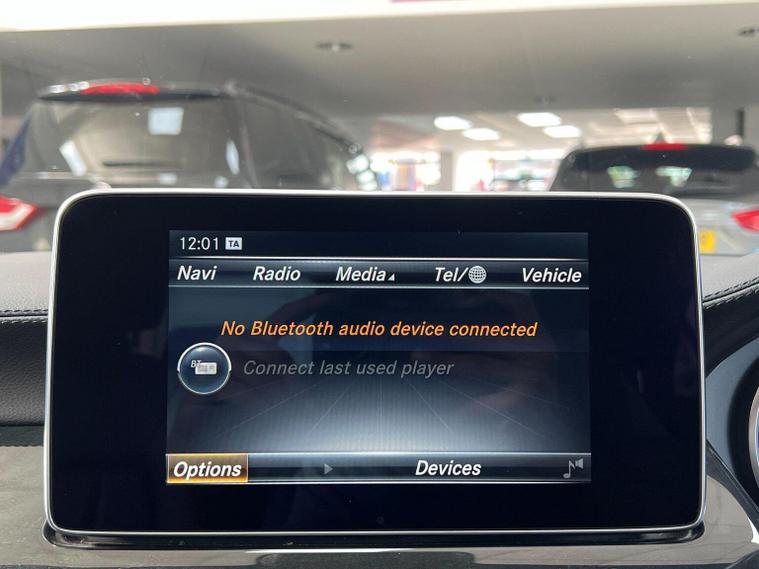 12:01 TA
Navi Radio Media Tel/ Vehicle
No Bluetooth audio device connected
BT
Connect last used player
Options Devices